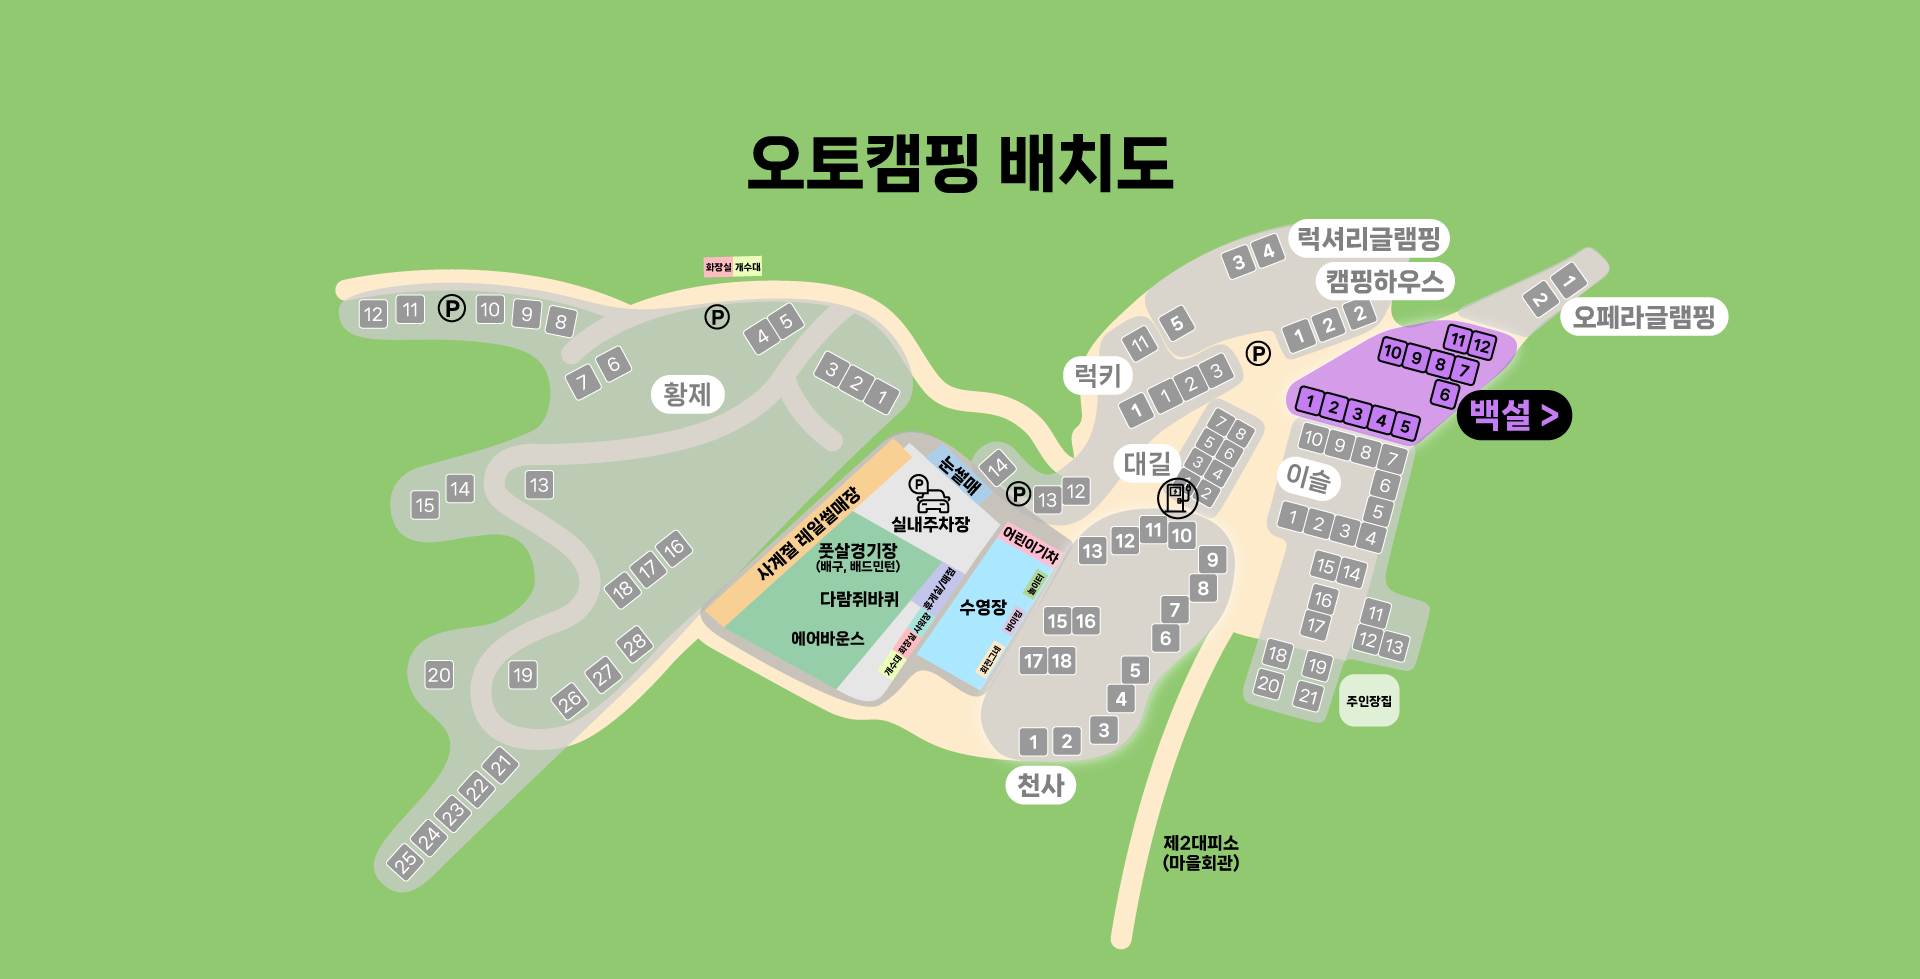 오토캠핑 배치도
럭셔리글램핑
3 4
화장실 개수대
캠핑하우스
1 2
오페라글램핑
12 11 P 10 9 8
P
4 5
5
1 2 2
11 12
10 9 8 7
6
1 2 3 4 5
백설 >
11
P
럭키
1 1 2 3
7 6
황제
3 2 1
7 8
5 6
3 4
2
대길
10 9 8 7
이슬
6
5
1 2 3 4
15 14
13
눈썰매
14
P
13 12
P
실내주차장
사계절 레일썰매장
어린이기차
풋살경기장
(배구, 배드민턴)
다람쥐바퀴
에어바운스
휴게실/매점
샤워장
화장실
개수대
수영장
놀이터
바이킹
회전그네
13 12 11 10
9
8
7
6
15 16
17 18
5
4
3
1 2
천사
15 14
16
17
11
12 13
18 19
20 21
주인장집
18 17 16
20
19
26 27 28
25 24 23 22 21
제2대피소
(마을회관)